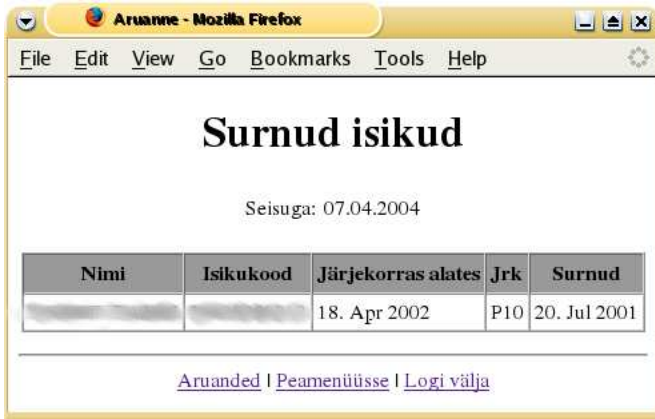 Aruanne - Mozilla Firefox
File Edit View Go Bookmarks Tools Help
Surnud isikud
Seisuga: 07.04.2004
Nimi Isikukood Järjekorras alates Jrk Surnud
18. Apr 2002 P10 20. Jul 2001
Aruanded | Peamenüüsse | Logi välja